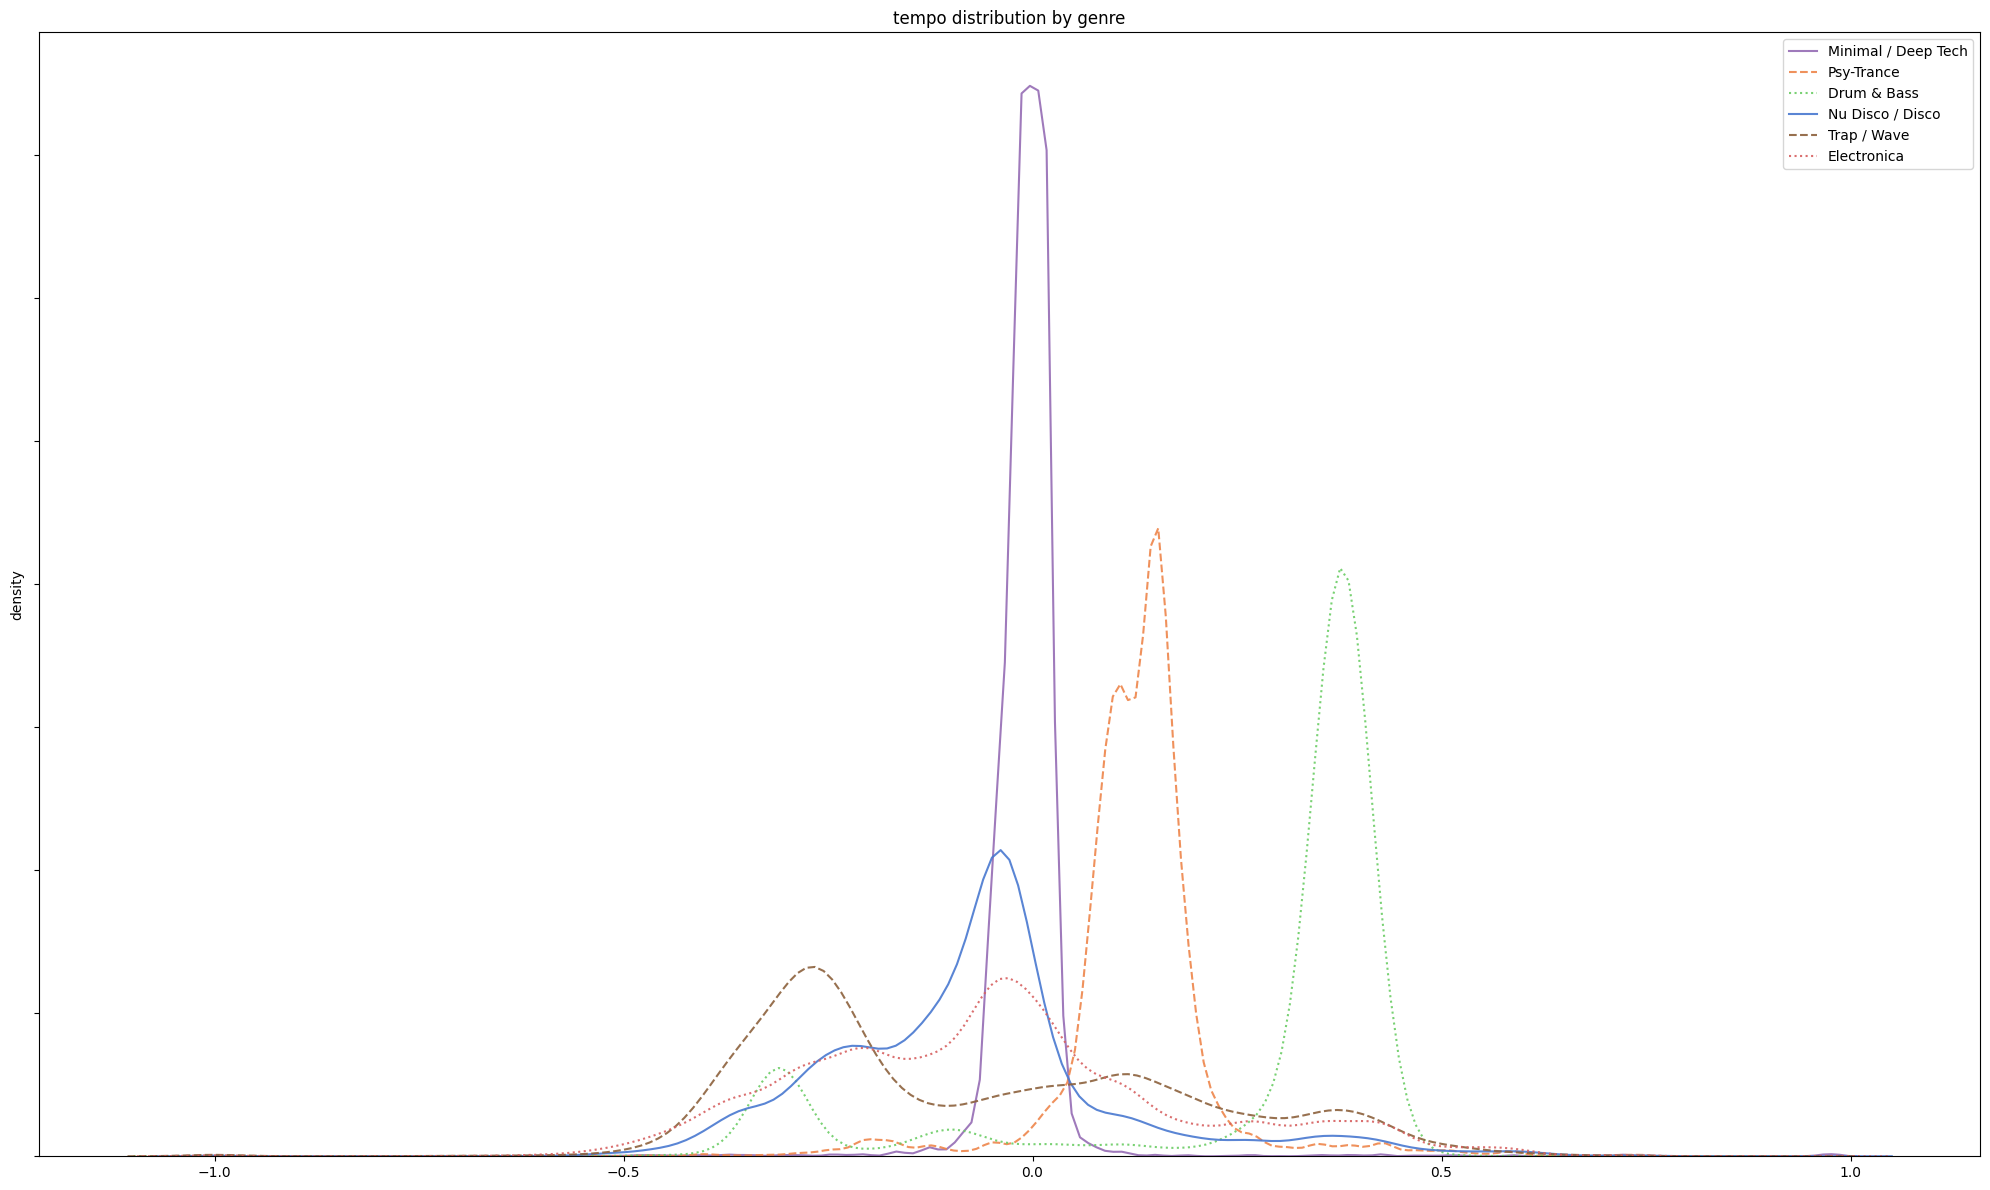 tempo distribution by genre
Minimal / Deep Tech
Psy-Trance
Drum & Bass
Nu Disco / Disco
Trap / Wave
Electronica
density
−1.0
−0.5
0.0
0.5
1.0